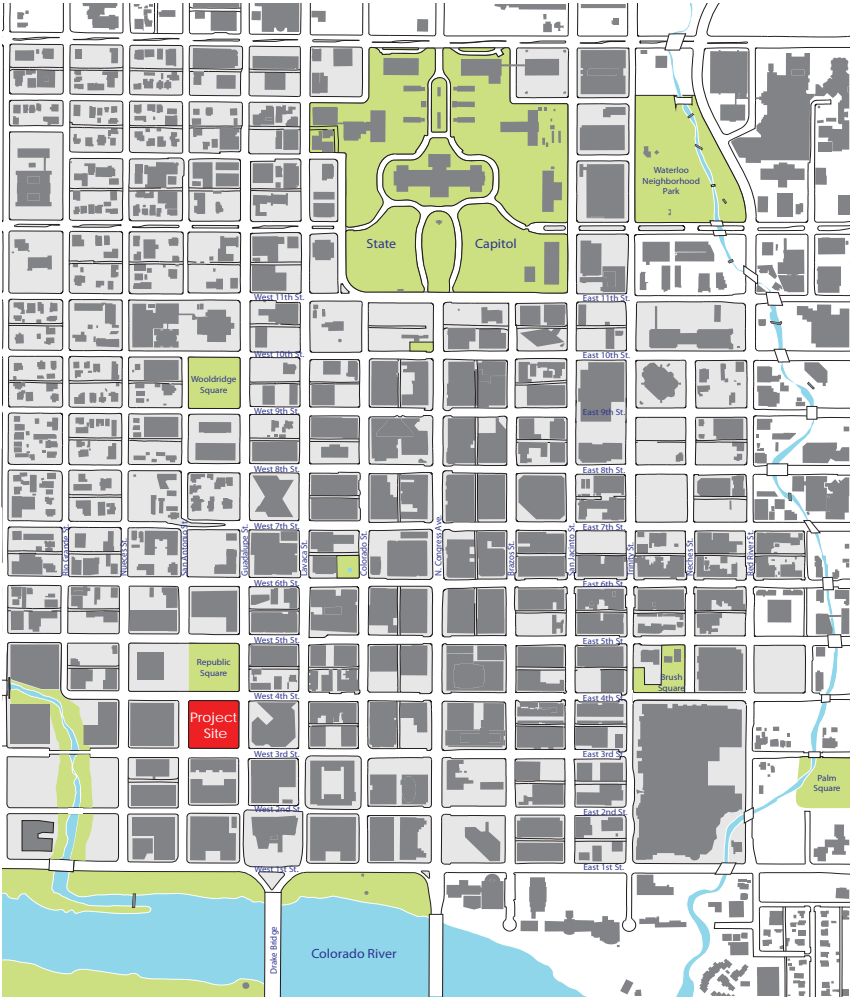 Waterloo
Neighborhood
Park
State
Capitol
West 11th St.
East 11th St.
West 10th St.
East 10th St.
Wooldridge
Square
West 9th St.
East 9th St.
West 8th St.
East 8th St.
West 7th St.
East 7th St.
Rio Grande St.
Nueces St.
San Antonio St.
Guadalupe St.
Lavaca St.
Colorado St.
N. Congress Ave.
Brazos St.
San Jacinto St.
Trinity St.
Neches St.
Red River St.
West 6th St.
East 6th St.
West 5th St.
East 5th St.
Republic
Square
Brush
Square
West 4th St.
East 4th St.
Project
Site
West 3rd St.
East 3rd St.
Palm
Square
West 2nd St.
East 2nd St.
West 1st St.
East 1st St.
Drake Bridge
Colorado River